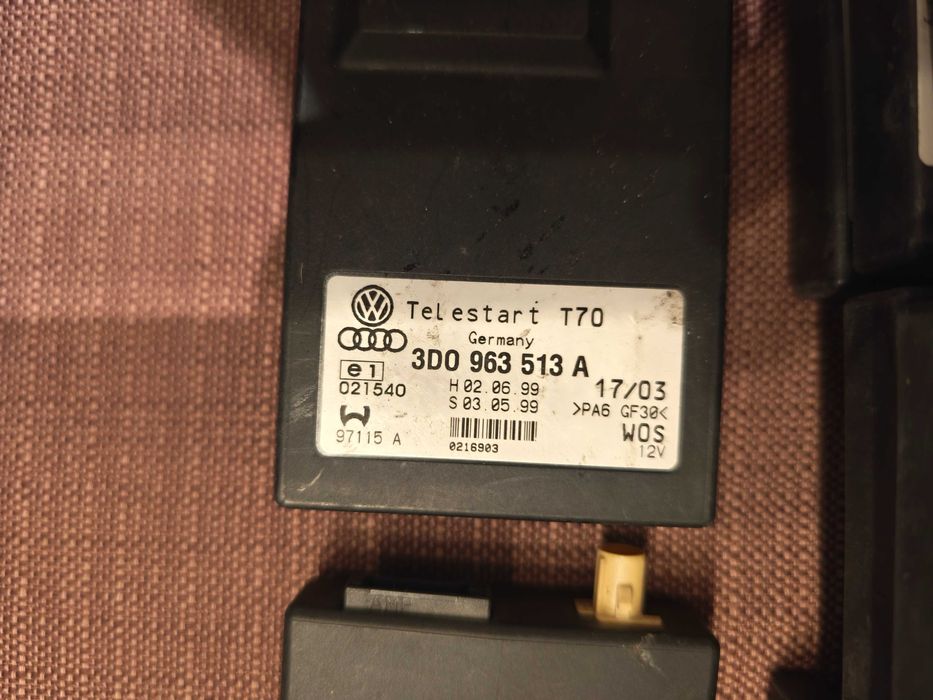 Telestart T70
Germany
3D0 963 513 A
e1
021540
H 02.06.99
S 03.05.99
17/03
>PA6 GF30<
97115 A
0216903
WOS
12V
AMP